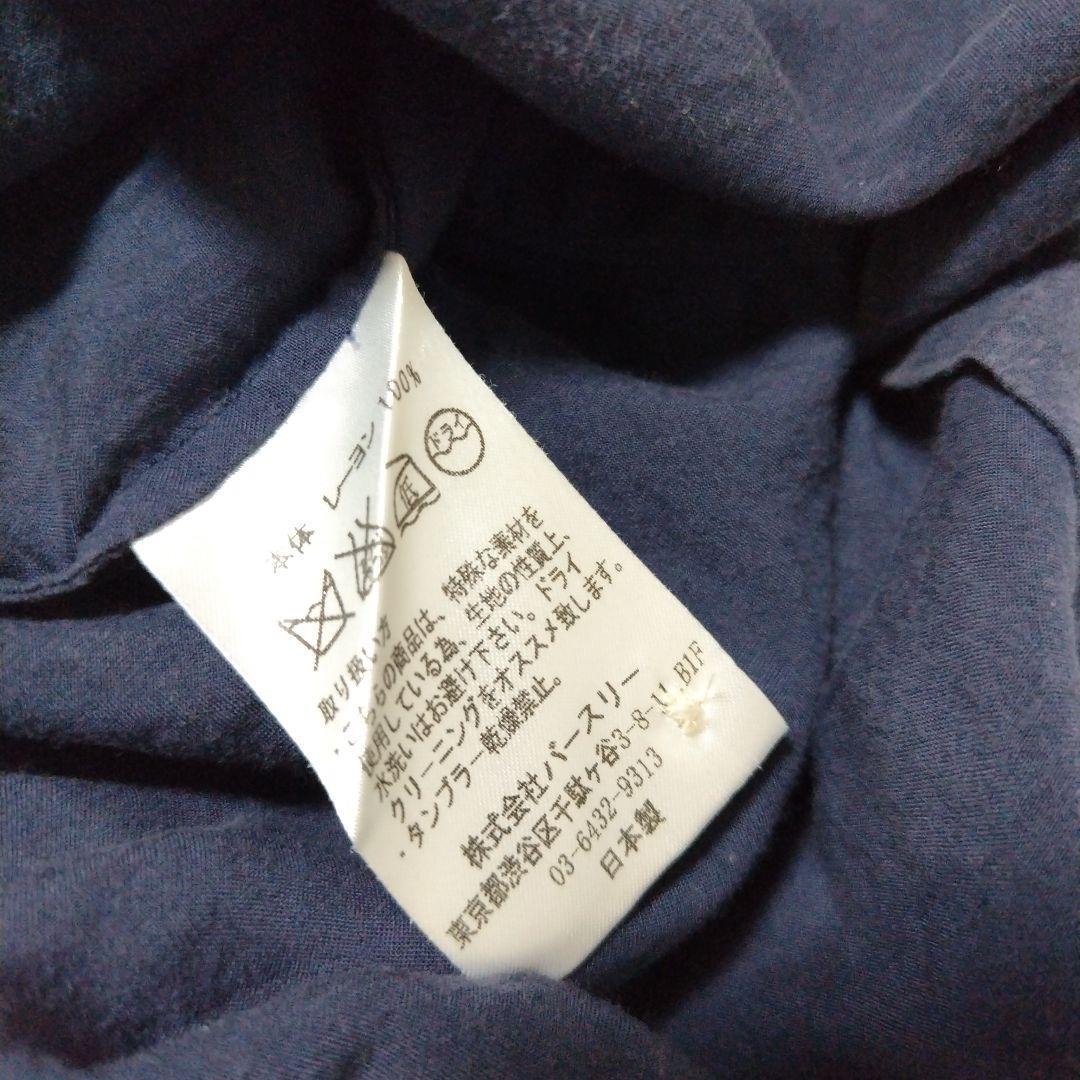 本体 レーヨン 100%
低 ドライ
取り扱い方
・こちらの商品は、特殊な素材を
使用している為、生地の性質上、
水洗いはお避け下さい。ドライ
クリーニングをオススメ致します。
・タンブラー乾燥禁止。
株式会社バースリー
東京都渋谷区千駄ヶ谷3-8-11 B1F
03-6432-9313
日本製